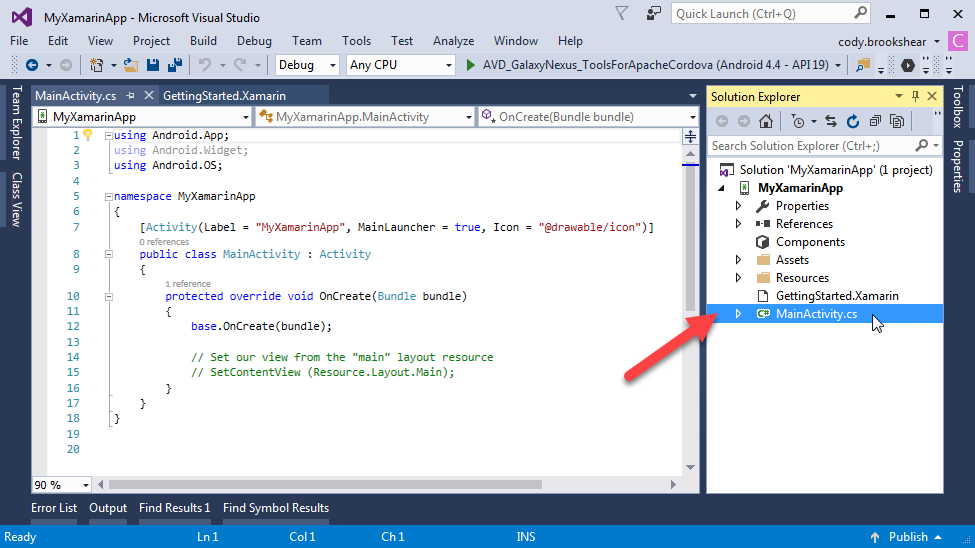 MyXamarinApp - Microsoft Visual Studio
Quick Launch (Ctrl+Q)
File Edit View Project Build Debug Team Tools Test Analyze Window Help
cody.brookshear C
Debug Any CPU AVD_GalaxyNexus_ToolsForApacheCordova (Android 4.4 - API 19)
Team Explorer
Class View
MainActivity.cs GettingStarted.Xamarin
MyXamarinApp MyXamarinApp.MainActivity OnCreate(Bundle bundle)
1 using Android.App;
2 using Android.Widget;
3 using Android.OS;
4
5 namespace MyXamarinApp
6 {
7 [Activity(Label = "MyXamarinApp", MainLauncher = true, Icon = "@drawable/icon")]
0 references
8 public class MainActivity : Activity
9 {
1 reference
10 protected override void OnCreate(Bundle bundle)
11 {
12 base.OnCreate(bundle);
13
14 // Set our view from the "main" layout resource
15 // SetContentView (Resource.Layout.Main);
16 }
17 }
18 }
19
20
90 %
Solution Explorer
Search Solution Explorer (Ctrl+;)
Solution 'MyXamarinApp' (1 project)
MyXamarinApp
Properties
References
Components
Assets
Resources
GettingStarted.Xamarin
C# MainActivity.cs
Toolbox
Properties
Error List Output Find Results 1 Find Symbol Results
Ready Ln 1 Col 1 Ch 1 INS Publish